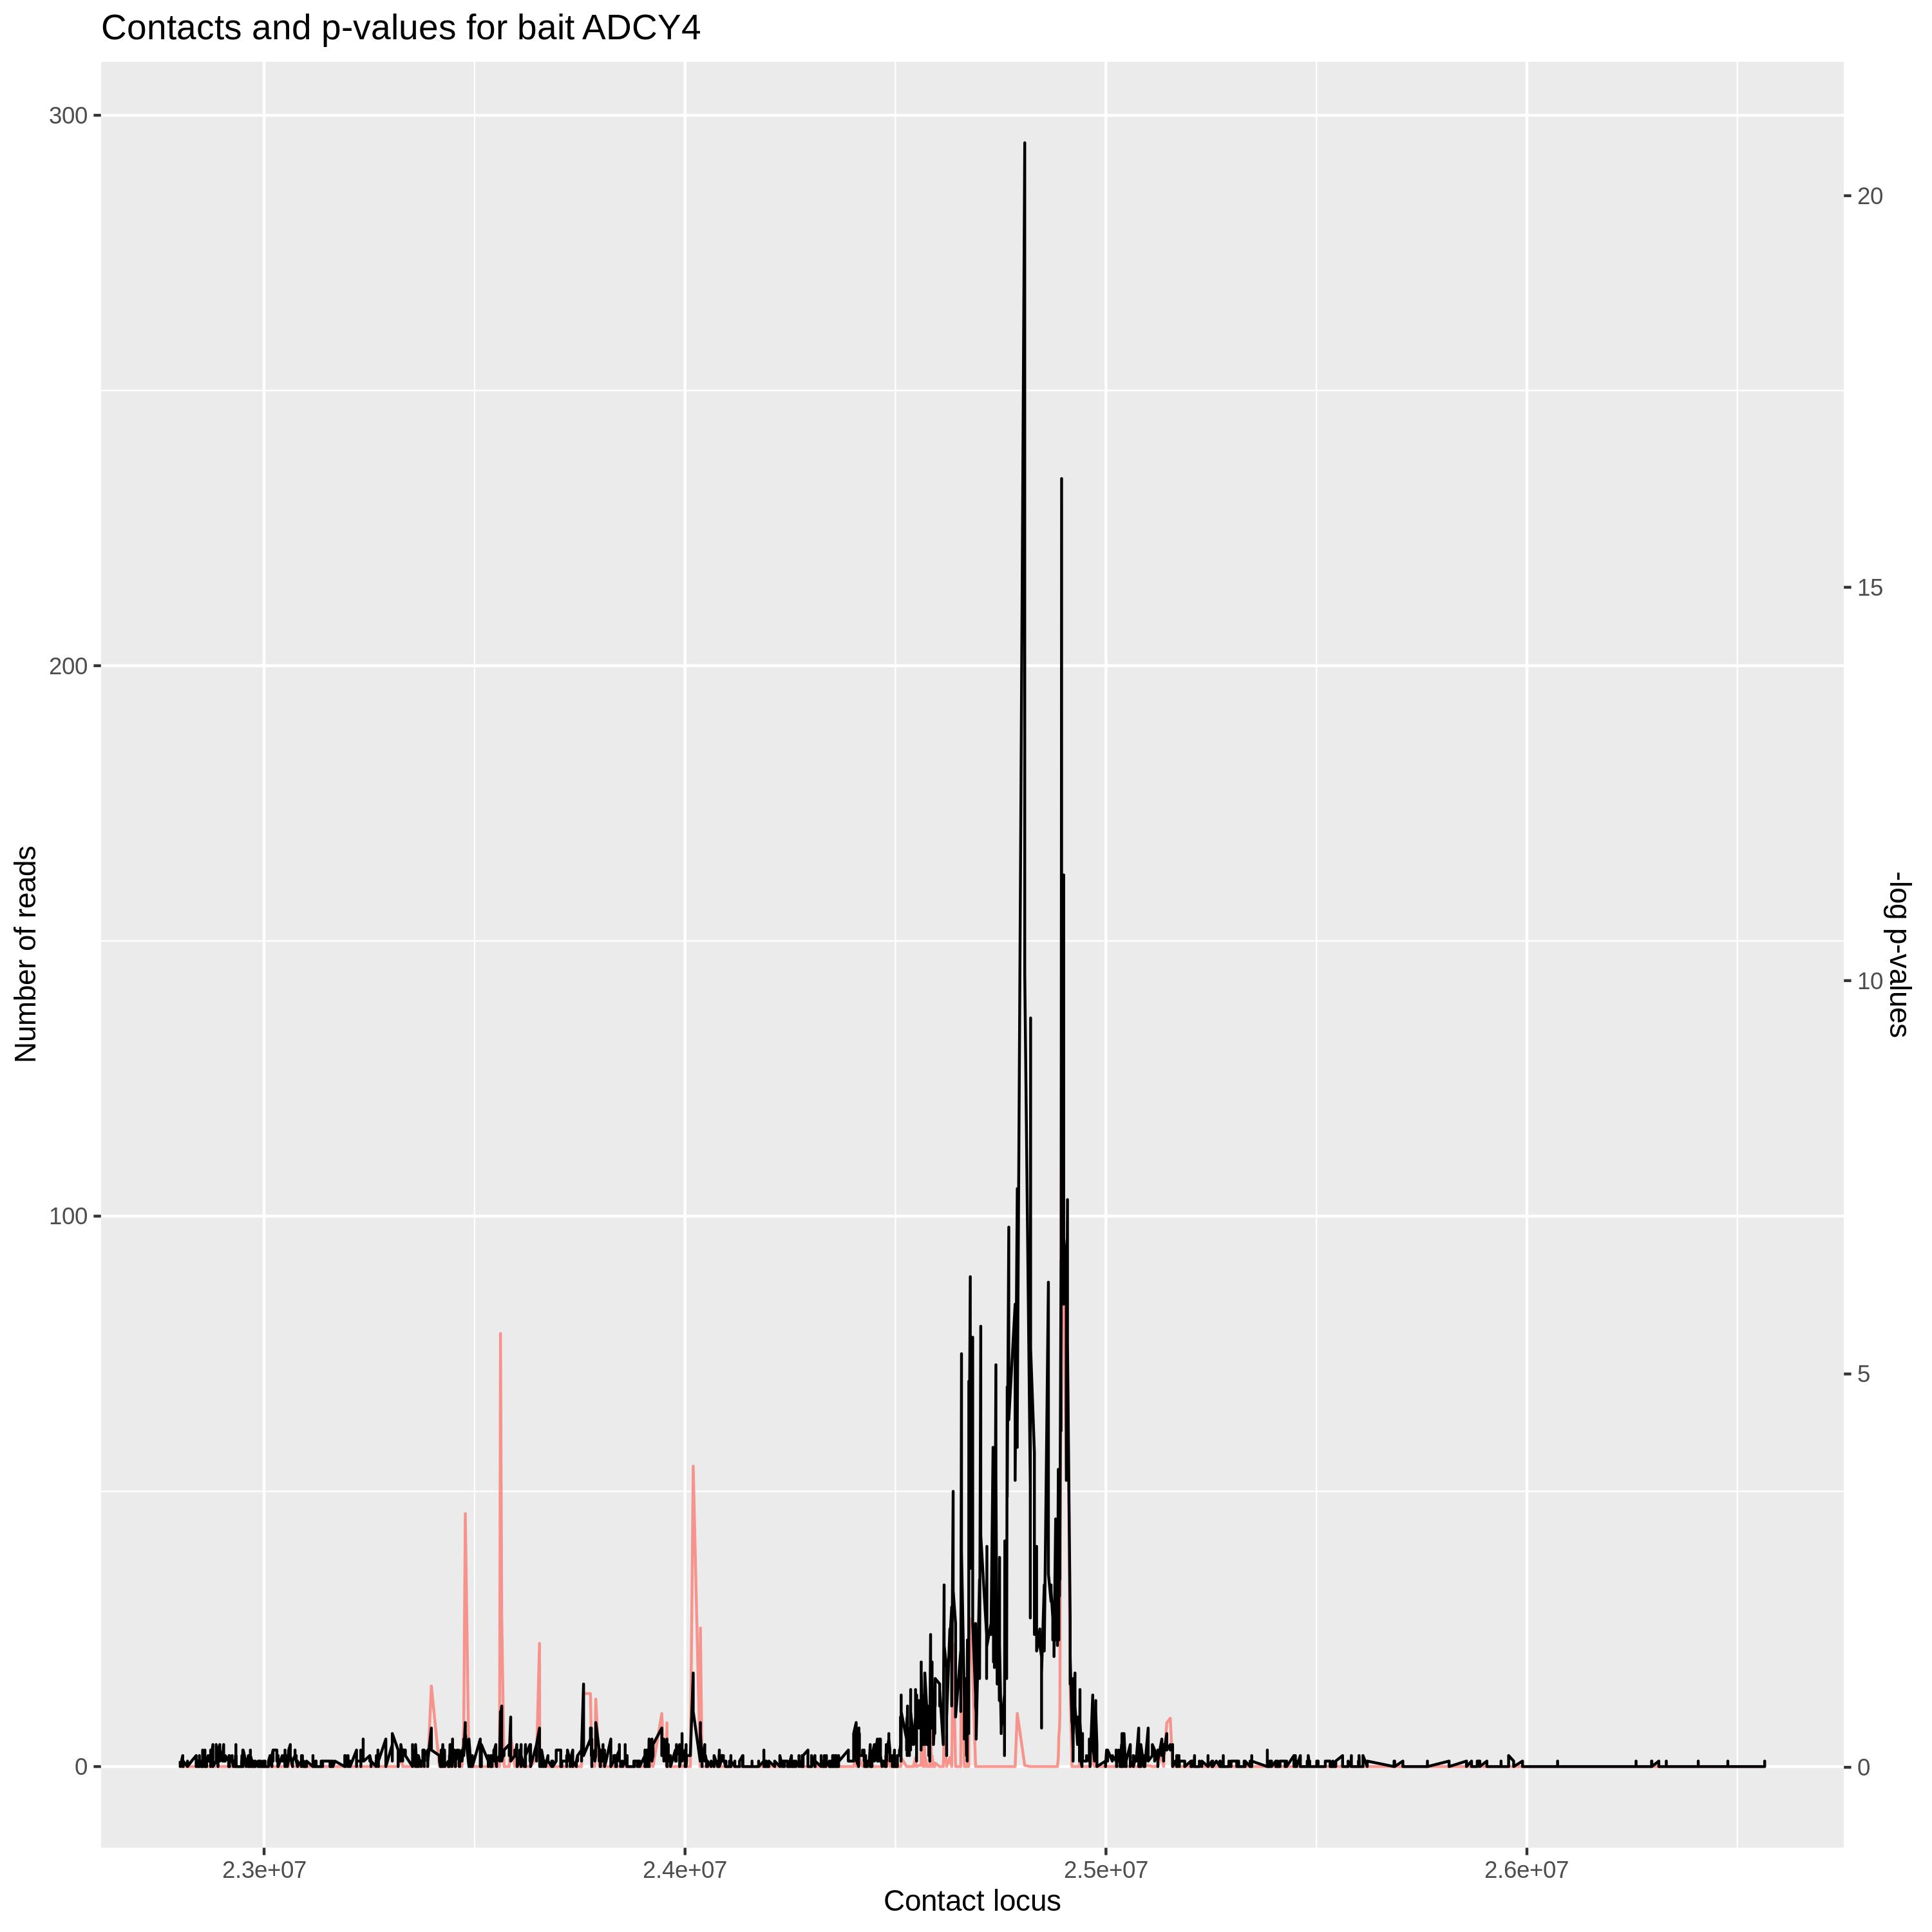 Contacts and p-values for bait ADCY4
300
200
100
0
Number of reads
20
15
10
5
0
-log p-values
2.3e+07
2.4e+07
2.5e+07
2.6e+07
Contact locus